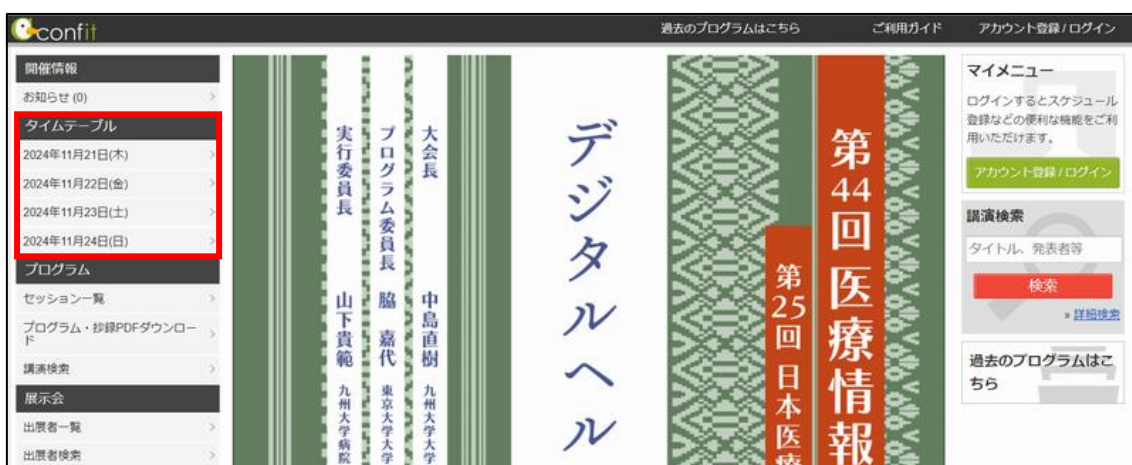 confit
過去のプログラムはこちら
ご利用ガイド
アカウント登録 / ログイン
開催情報
お知らせ (0)
タイムテーブル
2024年11月21日(木)
2024年11月22日(金)
2024年11月23日(土)
2024年11月24日(日)
プログラム
セッション一覧
プログラム・抄録PDFダウンロー
ド
講演検索
展示会
出展者一覧
出展者検索
第44回 医療情報
第25回 日本医療
デジタルヘル
大会長 中島直樹 九州大学大学
プログラム委員長 脇 嘉代 東京大学大学
実行委員長 山下貴範 九州大学病院
マイメニュー
ログインするとスケジュール
登録などの便利な機能をご利
用いただけます。
アカウント登録 / ログイン
講演検索
タイトル、発表者等
検索
» 詳細検索
過去のプログラムはこ
ちら